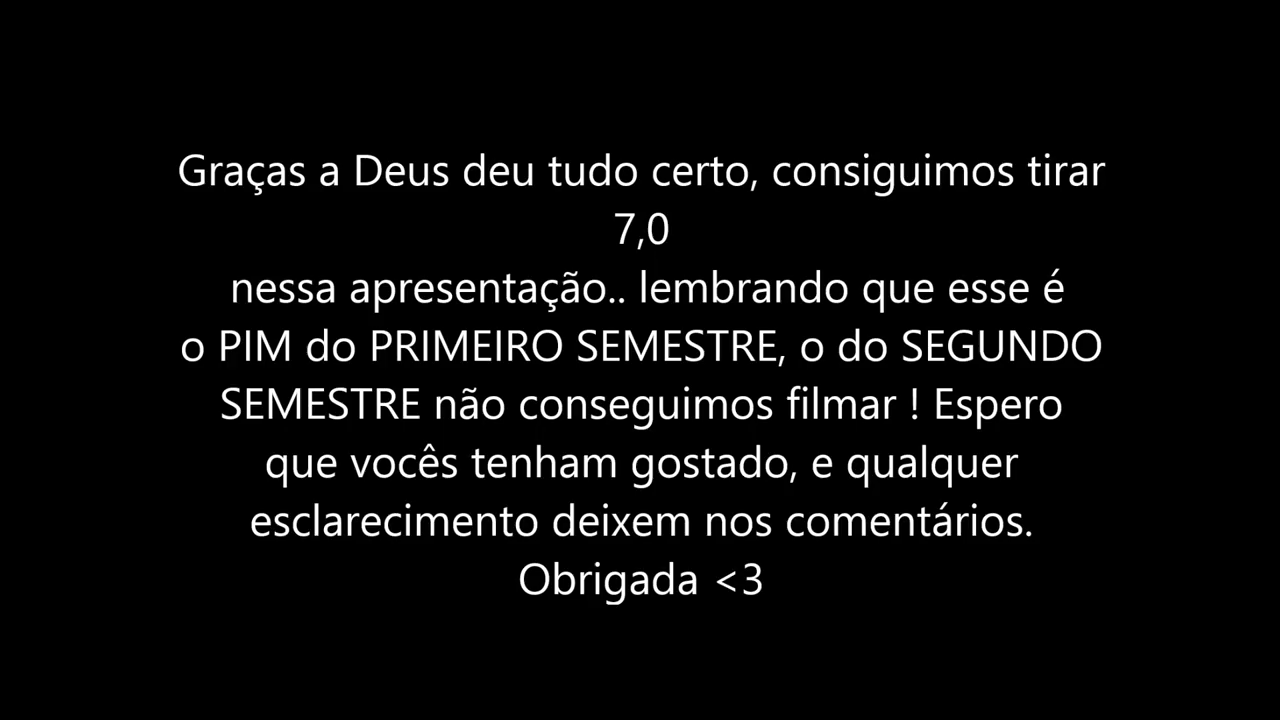 Graças a Deus deu tudo certo, consiguimos tirar
7,0
nessa apresentação.. lembrando que esse é
o PIM do PRIMEIRO SEMESTRE, o do SEGUNDO
SEMESTRE não conseguimos filmar ! Espero
que vocês tenham gostado, e qualquer
esclarecimento deixem nos comentários.
Obrigada <3